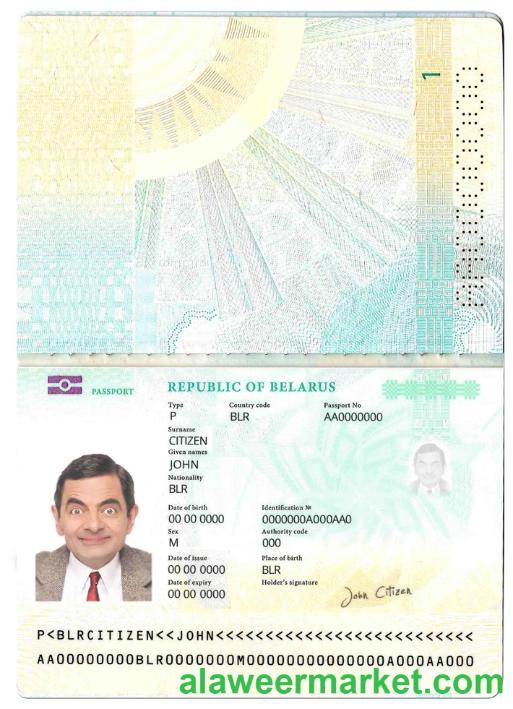 1
AA0000000
PASSPORT
REPUBLIC OF BELARUS
Type Country code Passport No
P BLR AA0000000
Surname
CITIZEN
Given names
JOHN
Nationality
BLR
Date of birth Identification №
00 00 0000 0000000A000AA0
Sex Authority code
M 000
Date of issue Place of birth
00 00 0000 BLR
Date of expiry Holder's signature
00 00 0000 John Citizen
P<BLRCITIZEN<<JOHN<<<<<<<<<<<<<<<<<<<<<<<<<<
AA00000000BLR0000000M00000000000000A000AA000
alaweermarket.com